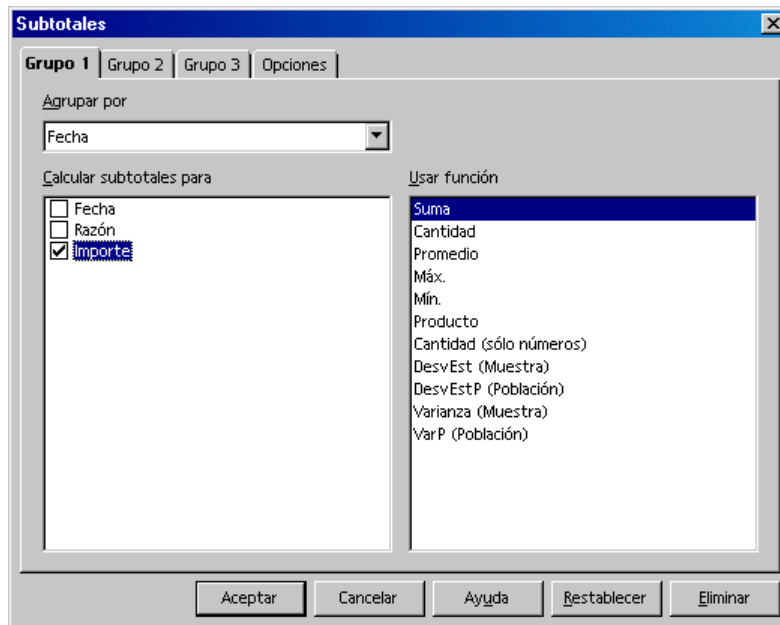 Subtotales
Grupo 1 Grupo 2 Grupo 3 Opciones
Agrupar por
Fecha
Calcular subtotales para
Fecha
Razón
Importe
Usar función
Suma
Cantidad
Promedio
Máx.
Mín.
Producto
Cantidad (sólo números)
DesvEst (Muestra)
DesvEstP (Población)
Varianza (Muestra)
VarP (Población)
Aceptar Cancelar Ayuda Restablecer Eliminar